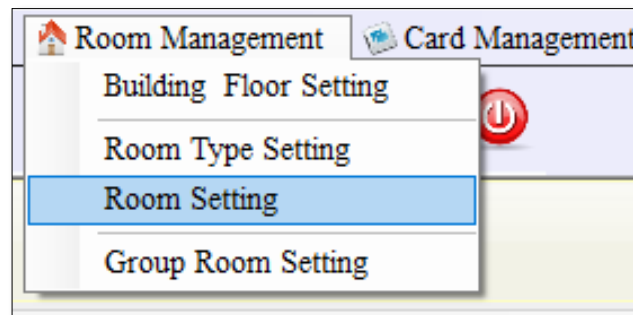 Room Management Card Management
Building Floor Setting
Room Type Setting
Room Setting
Group Room Setting